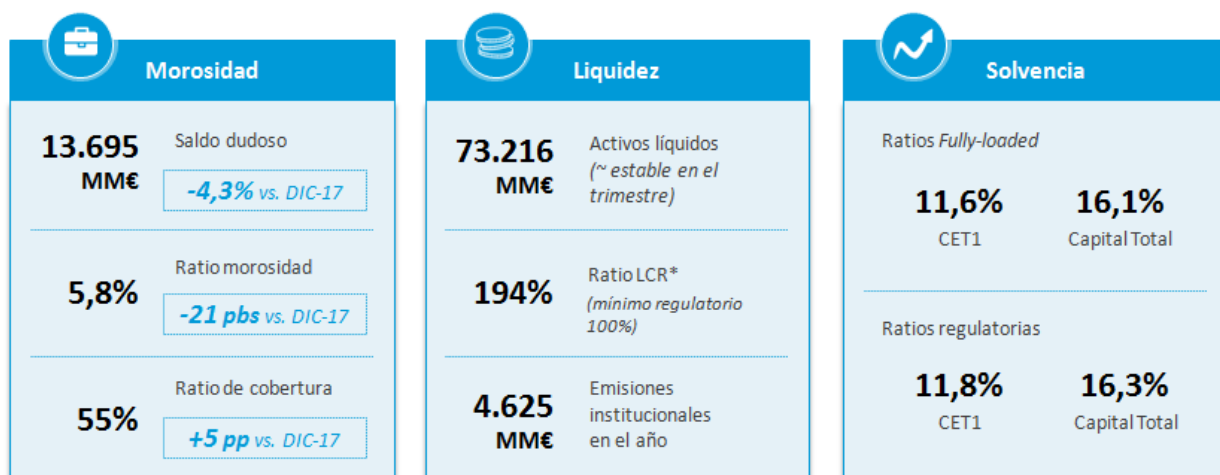 Morosidad
13.695
MM€
Saldo dudoso
-4,3% vs. DIC-17
5,8%
Ratio morosidad
-21 pbs vs. DIC-17
55%
Ratio de cobertura
+5 pp vs. DIC-17
Liquidez
73.216
MM€
Activos líquidos
(~ estable en el
trimestre)
194%
Ratio LCR*
(mínimo regulatorio
100%)
4.625
MM€
Emisiones
institucionales
en el año
Solvencia
Ratios Fully-loaded
11,6% 16,1%
CET1 Capital Total
Ratios regulatorias
11,8% 16,3%
CET1 Capital Total